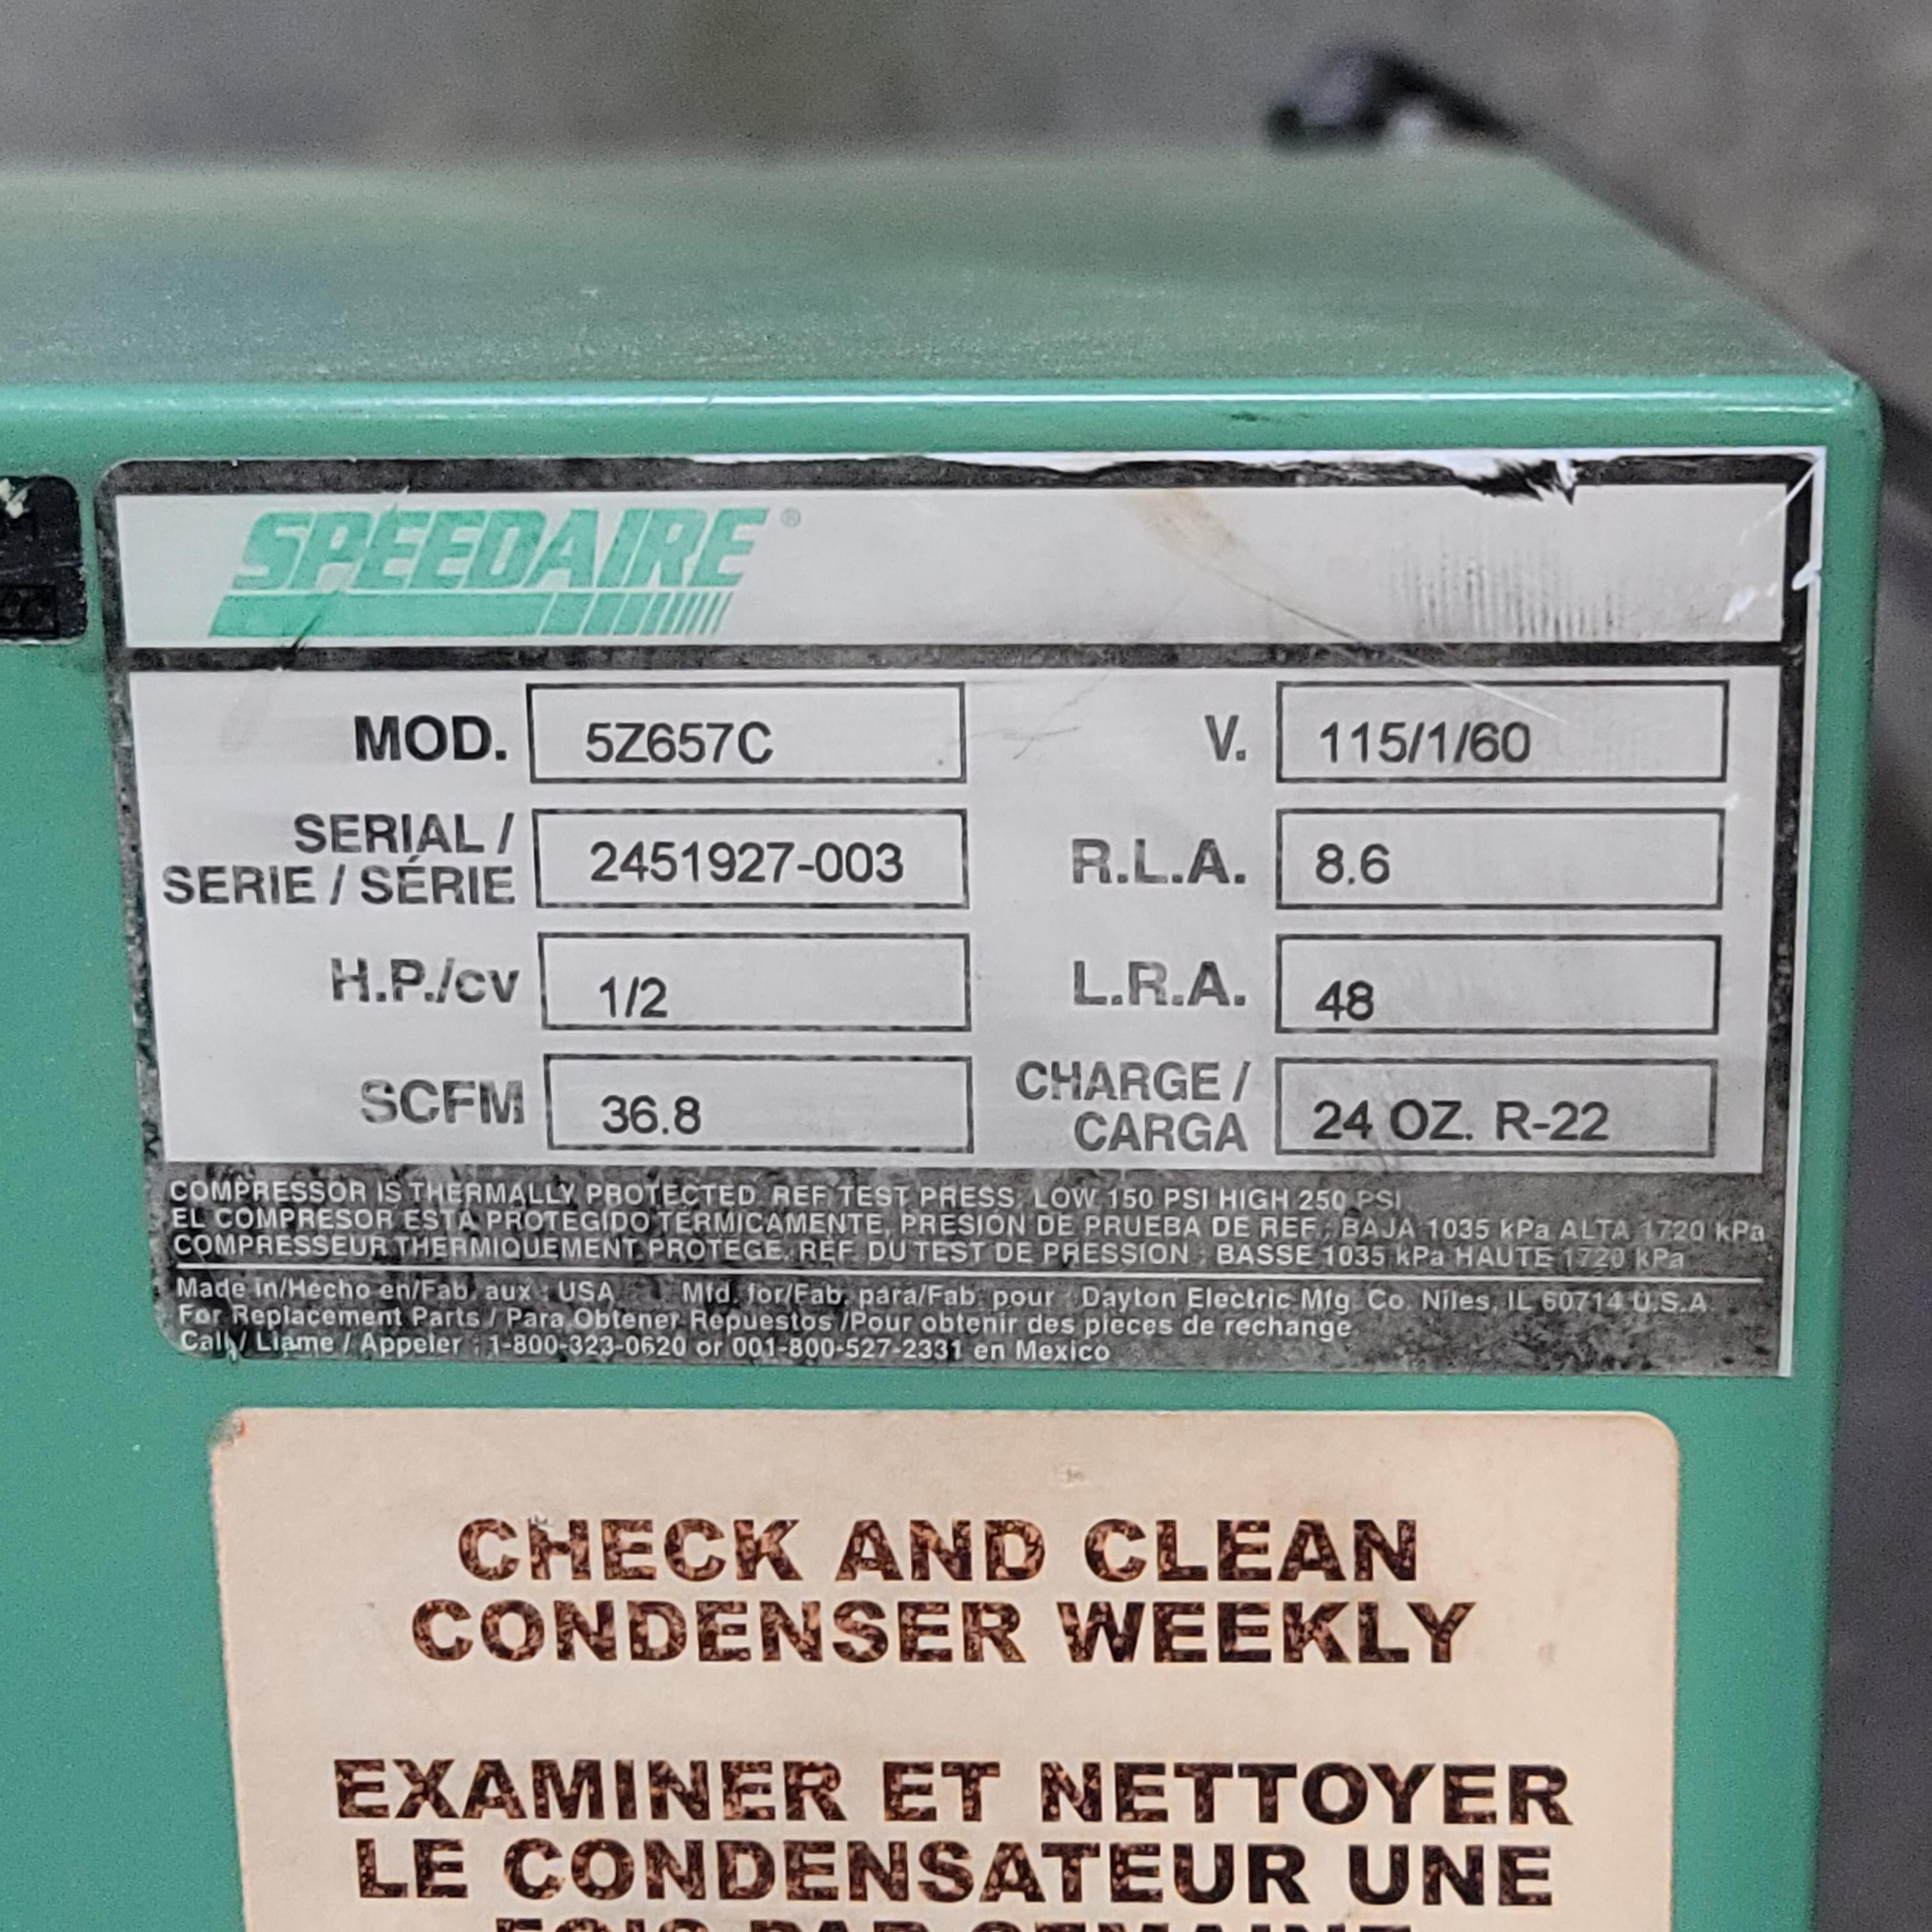 SPEEDAIRE®
MOD. 5Z657C V. 115/1/60
SERIAL /
SERIE / SÉRIE 2451927-003 R.L.A. 8.6
H.P./cv 1/2 L.R.A. 48
SCFM 36.8 CHARGE /
CARGA 24 OZ. R-22
COMPRESSOR IS THERMALLY PROTECTED. REF. TEST PRESS. LOW 150 PSI HIGH 250 PSI
EL COMPRESOR ESTA PROTEGIDO TERMICAMENTE, PRESION DE PRUEBA DE REF.: BAJA 1035 kPa ALTA 1720 kPa
COMPRESSEUR THERMIQUEMENT PROTEGE. REF. DU TEST DE PRESSION : BASSE 1035 kPa HAUTE 1720 kPa
Made in/Hecho en/Fab. aux : USA Mfd. for/Fab. para/Fab. pour : Dayton Electric Mfg. Co. Niles, IL 60714 U.S.A.
For Replacement Parts / Para Obtener Repuestos /Pour obtenir des pieces de rechange
Call / Llame / Appeler : 1-800-323-0620 or 001-800-527-2331 en Mexico
CHECK AND CLEAN
CONDENSER WEEKLY
EXAMINER ET NETTOYER
LE CONDENSATEUR UNE
FOIS PAR SEMAINE